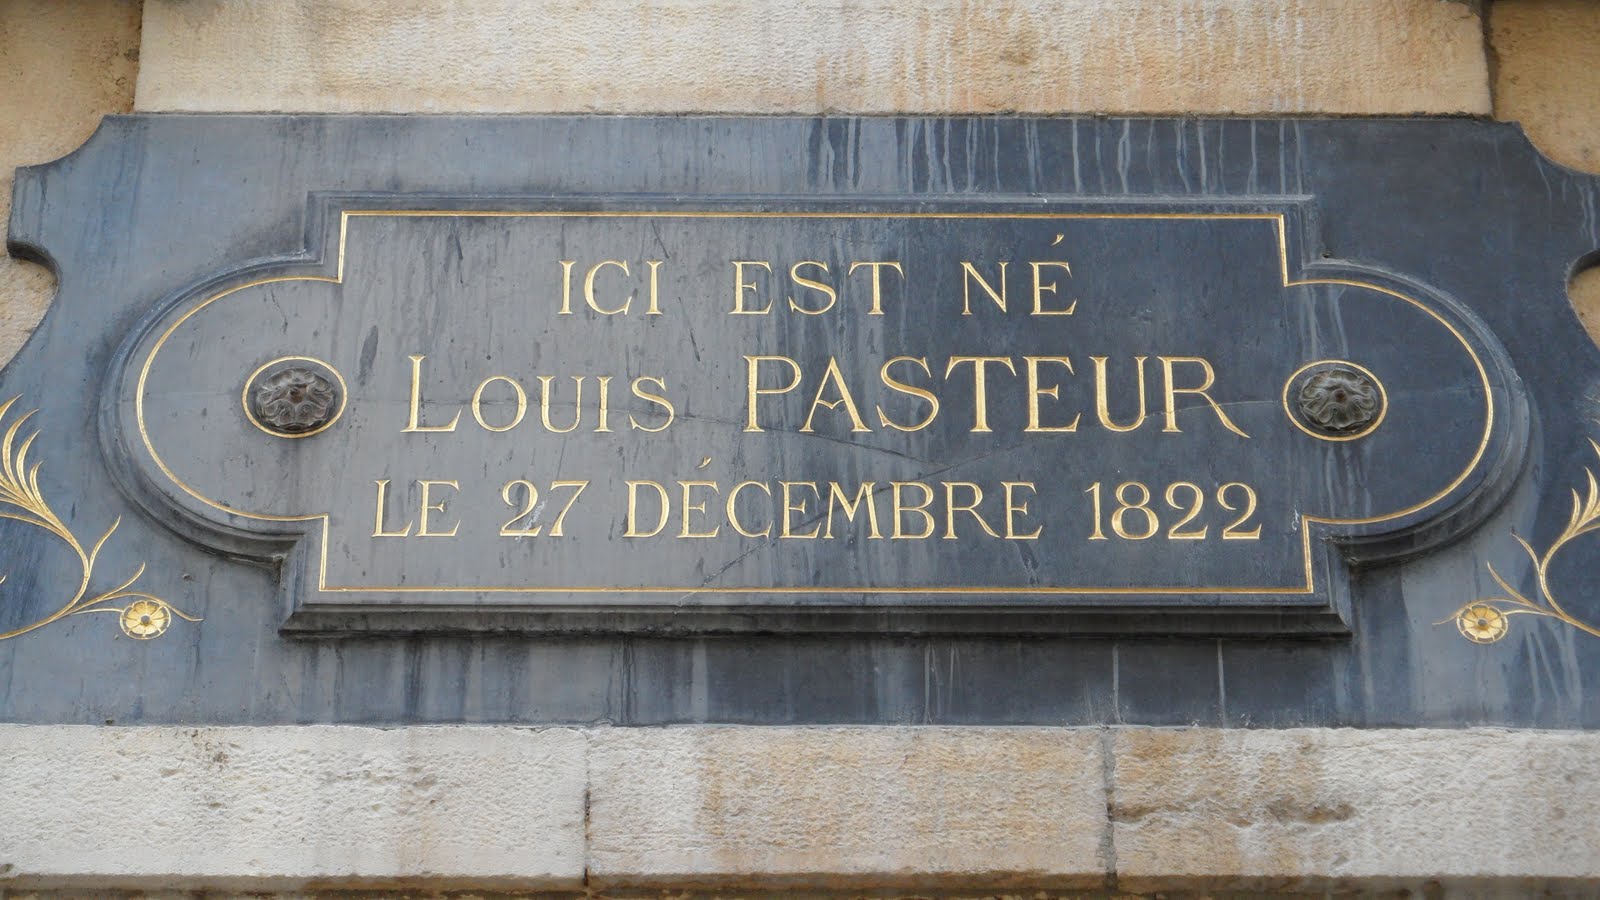 ICI EST NÉ
LOUIS PASTEUR
LE 27 DÉCEMBRE 1822